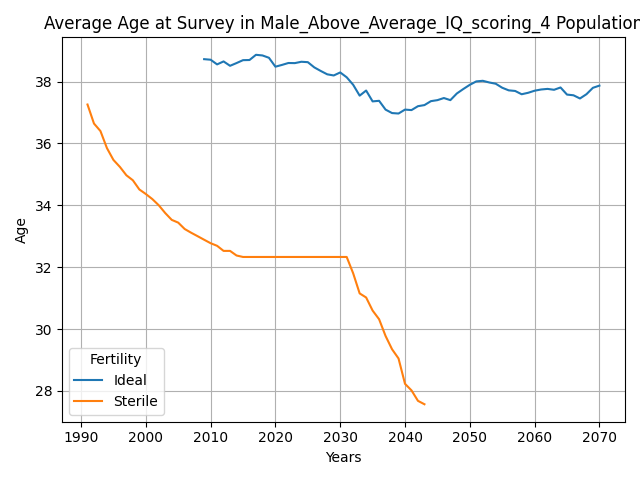 Average Age at Survey in Male_Above_Average_IQ_scoring_4 Population
Age
38
36
34
32
30
28
Fertility
Ideal
Sterile
1990 2000 2010 2020 2030 2040 2050 2060 2070
Years